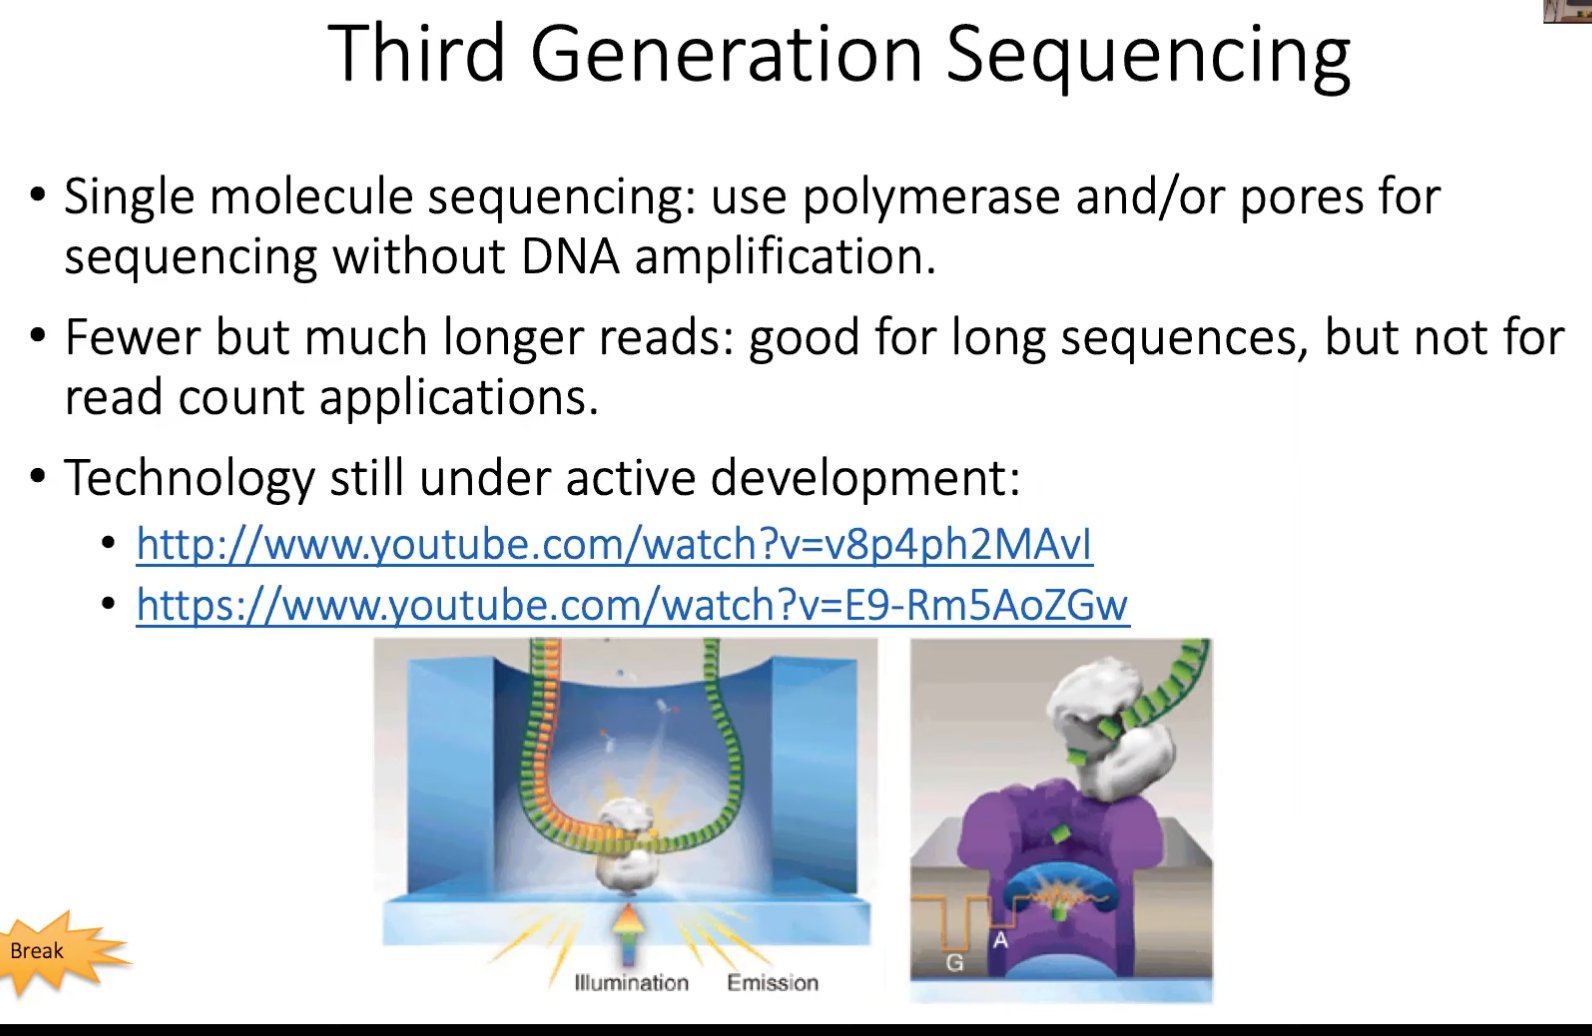 Third Generation Sequencing
• Single molecule sequencing: use polymerase and/or pores for
sequencing without DNA amplification.
• Fewer but much longer reads: good for long sequences, but not for
read count applications.
• Technology still under active development:
• http://www.youtube.com/watch?v=v8p4ph2MAvI
• https://www.youtube.com/watch?v=E9-Rm5AoZGw
Break
Illumination
Emission
G
A